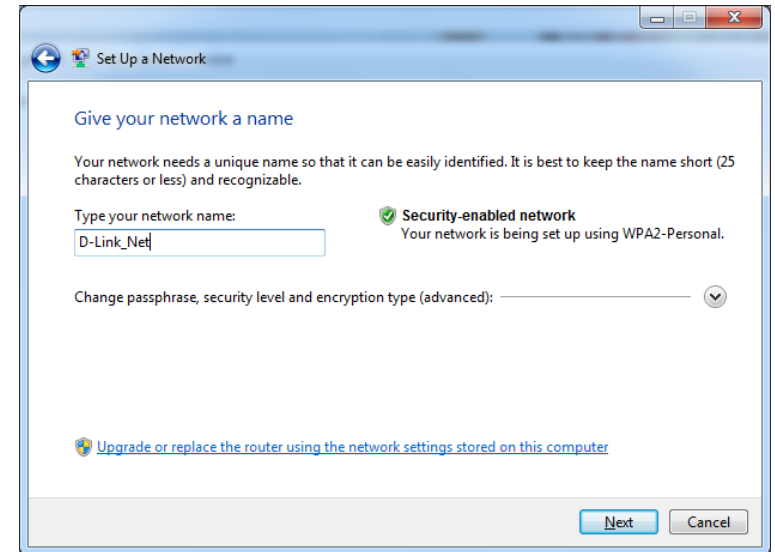 Set Up a Network
Give your network a name
Your network needs a unique name so that it can be easily identified. It is best to keep the name short (25
characters or less) and recognizable.
Type your network name:
D-Link_Net
Security-enabled network
Your network is being set up using WPA2-Personal.
Change passphrase, security level and encryption type (advanced):
Upgrade or replace the router using the network settings stored on this computer
Next
Cancel